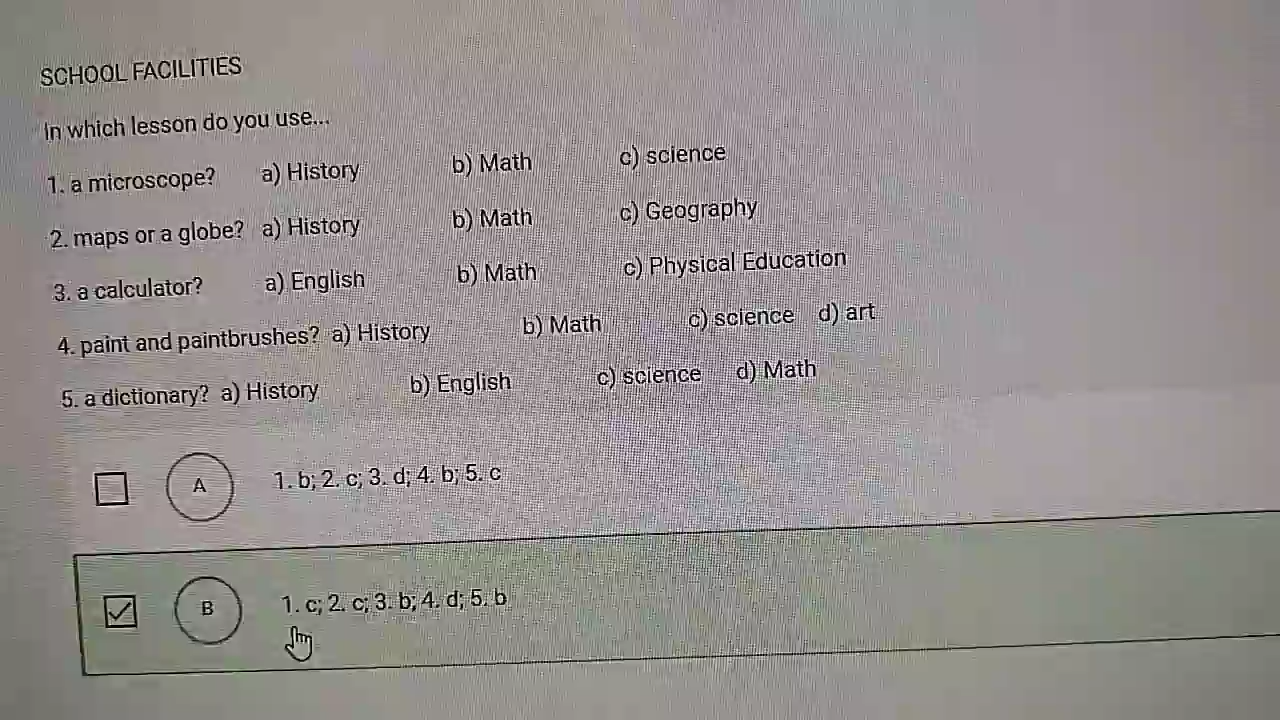 SCHOOL FACILITIES
In which lesson do you use...
1. a microscope? a) History b) Math c) science
2. maps or a globe? a) History b) Math c) Geography
3. a calculator? a) English b) Math c) Physical Education
4. paint and paintbrushes? a) History b) Math c) science d) art
5. a dictionary? a) History b) English c) science d) Math
A 1. b; 2. c; 3. d; 4. b; 5. c
B 1. c; 2. c; 3. b; 4. d; 5. b